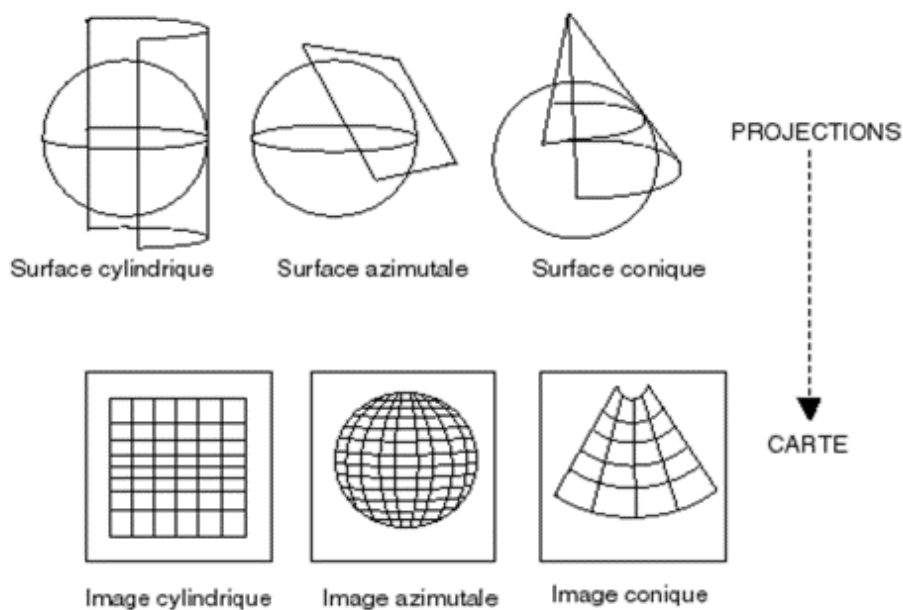 PROJECTIONS
Surface cylindrique
Surface azimutale
Surface conique
CARTE
Image cylindrique
Image azimutale
Image conique